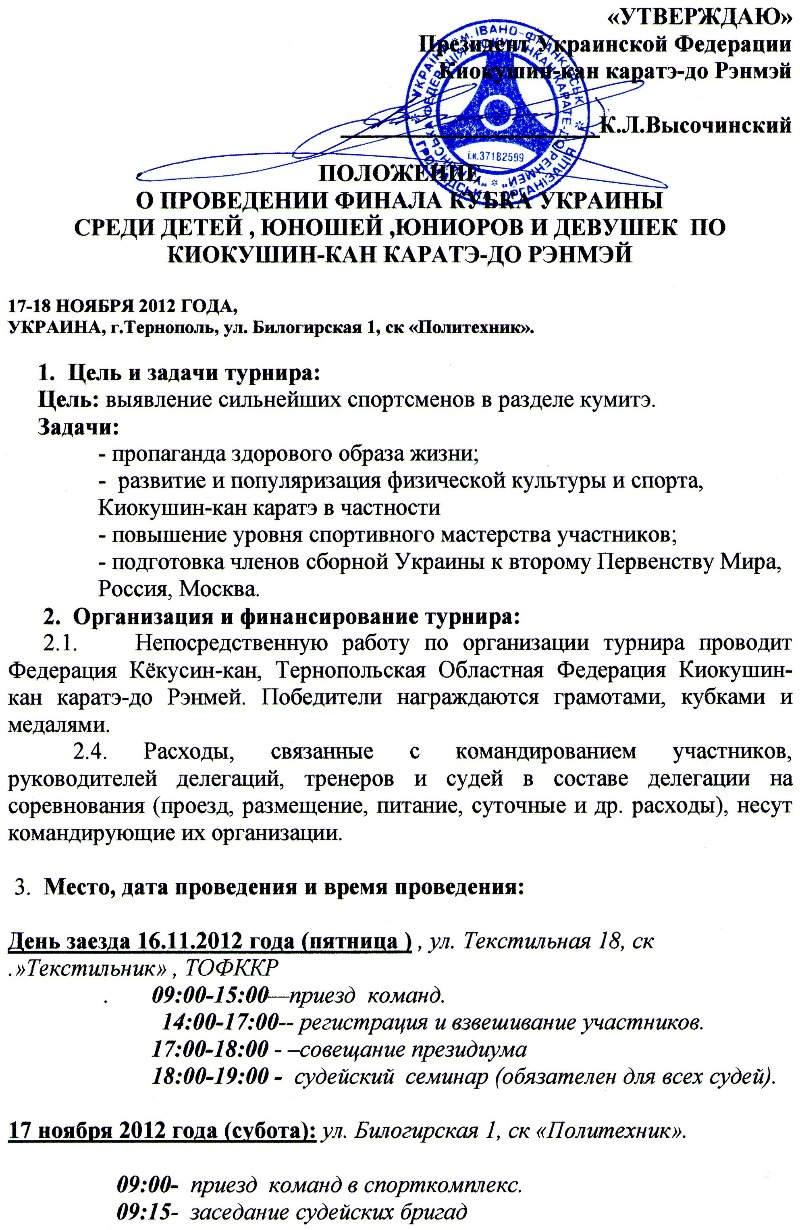 «УТВЕРЖДАЮ»
Президент Украинской Федерации
Киокушин-кан каратэ-до Рэнмэй
К.Л.Высочинский
і.к.37182599
ПОЛОЖЕНИЕ
О ПРОВЕДЕНИИ ФИНАЛА КУБКА УКРАИНЫ
СРЕДИ ДЕТЕЙ , ЮНОШЕЙ ,ЮНИОРОВ И ДЕВУШЕК ПО
КИОКУШИН-КАН КАРАТЭ-ДО РЭНМЭЙ
17-18 НОЯБРЯ 2012 ГОДА,
УКРАИНА, г.Тернополь, ул. Билогирская 1, ск «Политехник».
1. Цель и задачи турнира:
Цель: выявление сильнейших спортсменов в разделе кумитэ.
Задачи:
- пропаганда здорового образа жизни;
- развитие и популяризация физической культуры и спорта,
Киокушин-кан каратэ в частности
- повышение уровня спортивного мастерства участников;
- подготовка членов сборной Украины к второму Первенству Мира,
Россия, Москва.
2. Организация и финансирование турнира:
2.1. Непосредственную работу по организации турнира проводит
Федерация Кёкусин-кан, Тернопольская Областная Федерация Киокушин-
кан каратэ-до Рэнмей. Победители награждаются грамотами, кубками и
медалями.
2.4. Расходы, связанные с командированием участников,
руководителей делегаций, тренеров и судей в составе делегации на
соревнования (проезд, размещение, питание, суточные и др. расходы), несут
командирующие их организации.
3. Место, дата проведения и время проведения:
День заезда 16.11.2012 года (пятница ) , ул. Текстильная 18, ск
.»Текстильник» , ТОФККР
. 09:00-15:00—приезд команд.
14:00-17:00-- регистрация и взвешивание участников.
17:00-18:00 - –совещание президиума
18:00-19:00 - судейский семинар (обязателен для всех судей).
17 ноября 2012 года (субота): ул. Билогирская 1, ск «Политехник».
09:00- приезд команд в спорткомплекс.
09:15- заседание судейских бригад